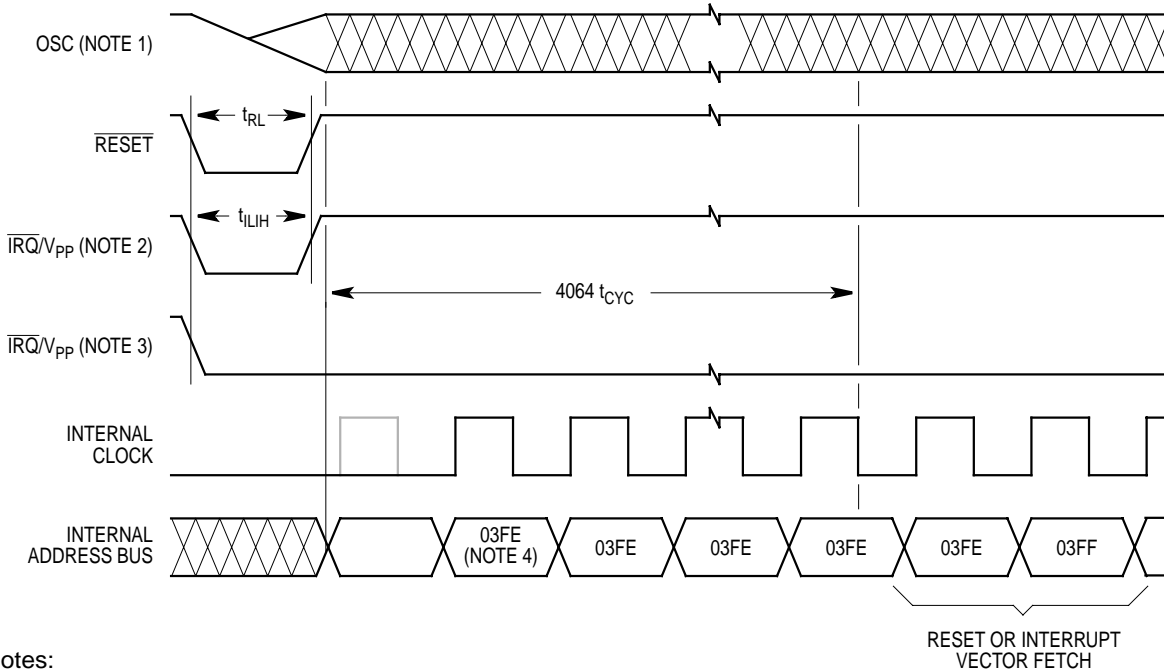 OSC (NOTE 1)
tRL
RESET
tILIH
IRQ/VPP (NOTE 2)
4064 tCYC
IRQ/VPP (NOTE 3)
INTERNAL
CLOCK
INTERNAL
ADDRESS BUS
03FE
(NOTE 4)
03FE
03FE
03FE
03FE
03FF
RESET OR INTERRUPT
VECTOR FETCH
otes: